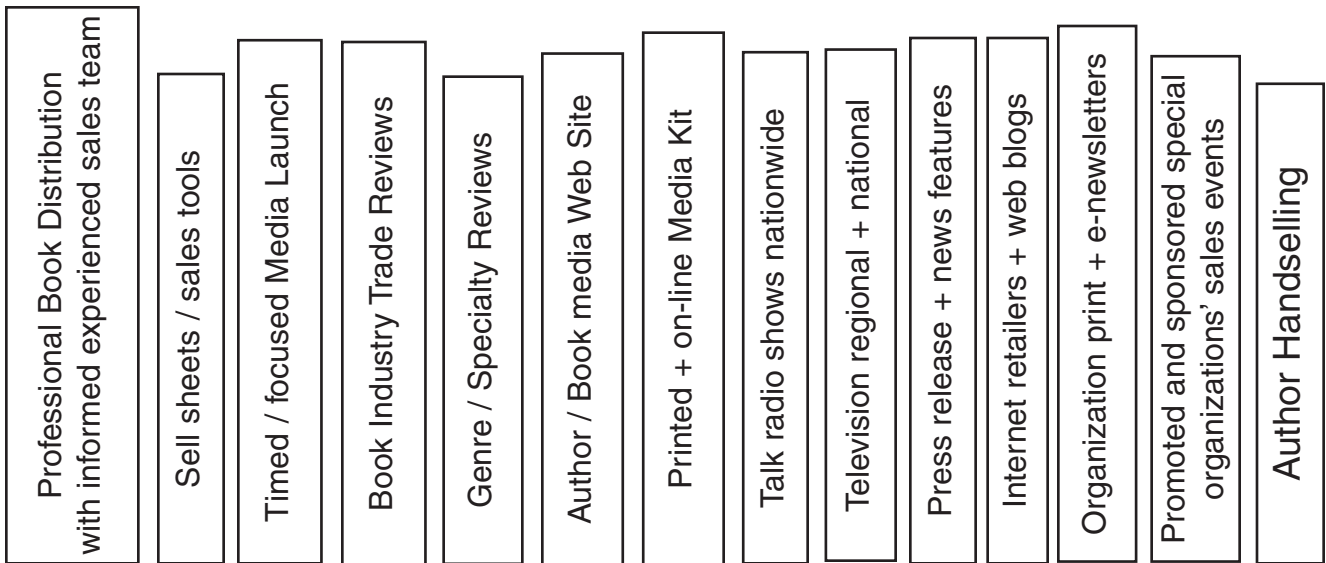 Professional Book Distribution
with informed experienced sales team
Sell sheets / sales tools
Timed / focused Media Launch
Book Industry Trade Reviews
Genre / Specialty Reviews
Author / Book media Web Site
Printed + on-line Media Kit
Talk radio shows nationwide
Television regional + national
Press release + news features
Internet retailers + web blogs
Organization print + e-newsletters
Promoted and sponsored special
organizations’ sales events
Author Handselling